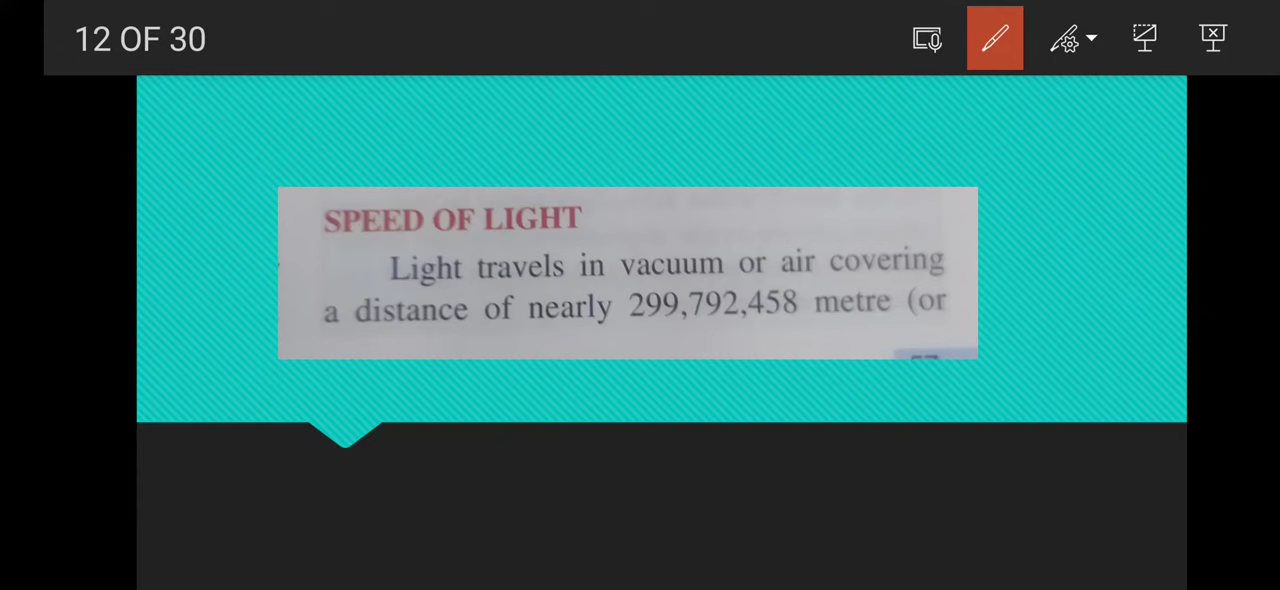 12 OF 30
SPEED OF LIGHT
Light travels in vacuum or air covering
a distance of nearly 299,792,458 metre (or